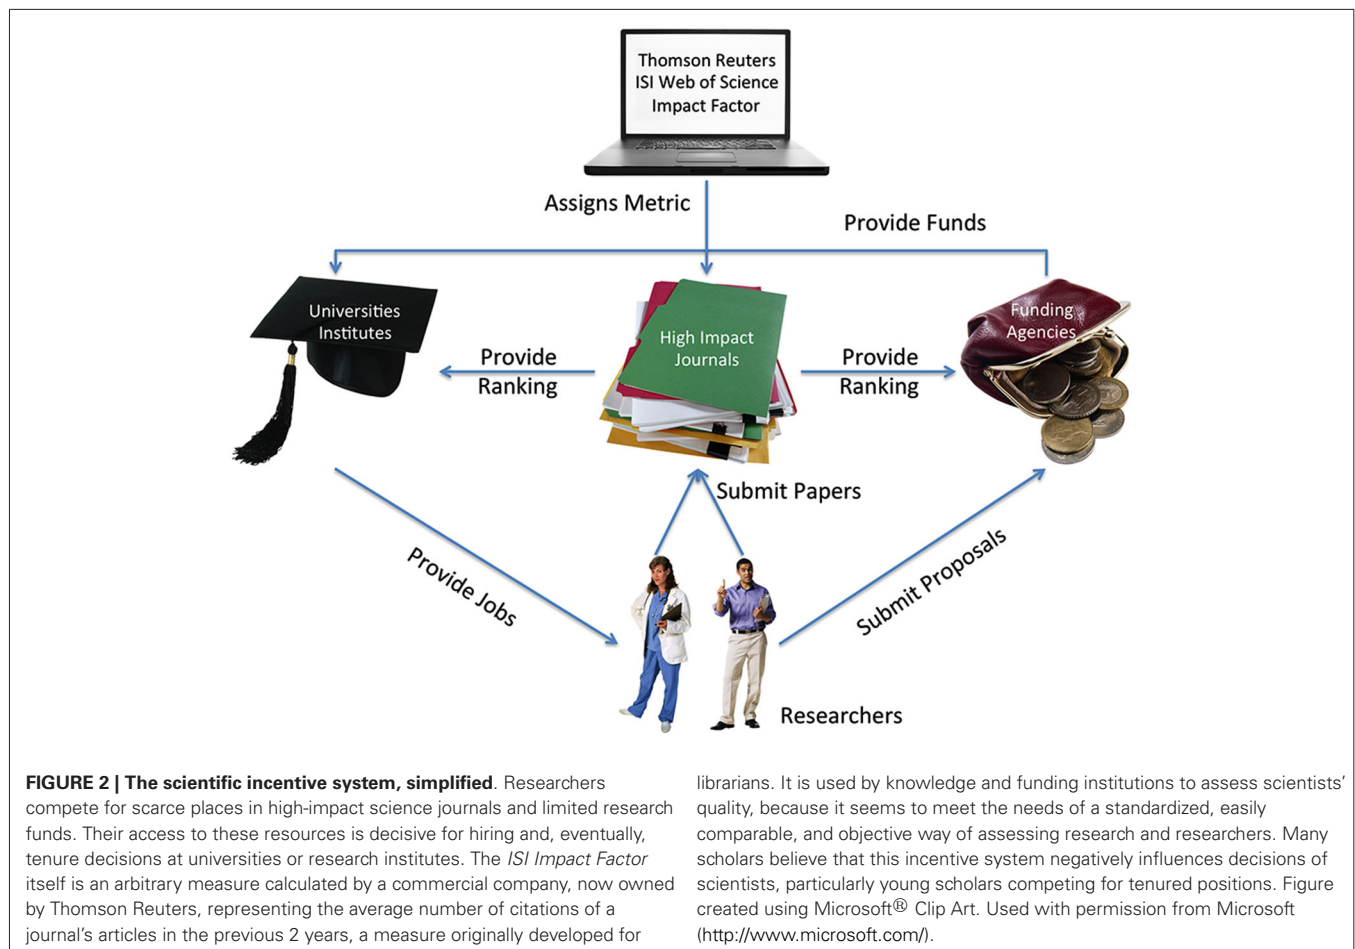 Thomson Reuters
ISI Web of Science
Impact Factor
Assigns Metric
Provide Funds
Universities
Institutes
High Impact
Journals
Funding
Agencies
Provide
Ranking
Provide
Ranking
Submit Papers
Provide Jobs
Submit Proposals
Researchers
FIGURE 2 | The scientific incentive system, simplified. Researchers
compete for scarce places in high-impact science journals and limited research
funds. Their access to these resources is decisive for hiring and, eventually,
tenure decisions at universities or research institutes. The ISI Impact Factor
itself is an arbitrary measure calculated by a commercial company, now owned
by Thomson Reuters, representing the average number of citations of a
journal's articles in the previous 2 years, a measure originally developed for
librarians. It is used by knowledge and funding institutions to assess scientists'
quality, because it seems to meet the needs of a standardized, easily
comparable, and objective way of assessing research and researchers. Many
scholars believe that this incentive system negatively influences decisions of
scientists, particularly young scholars competing for tenured positions. Figure
created using Microsoft® Clip Art. Used with permission from Microsoft
(http://www.microsoft.com/).